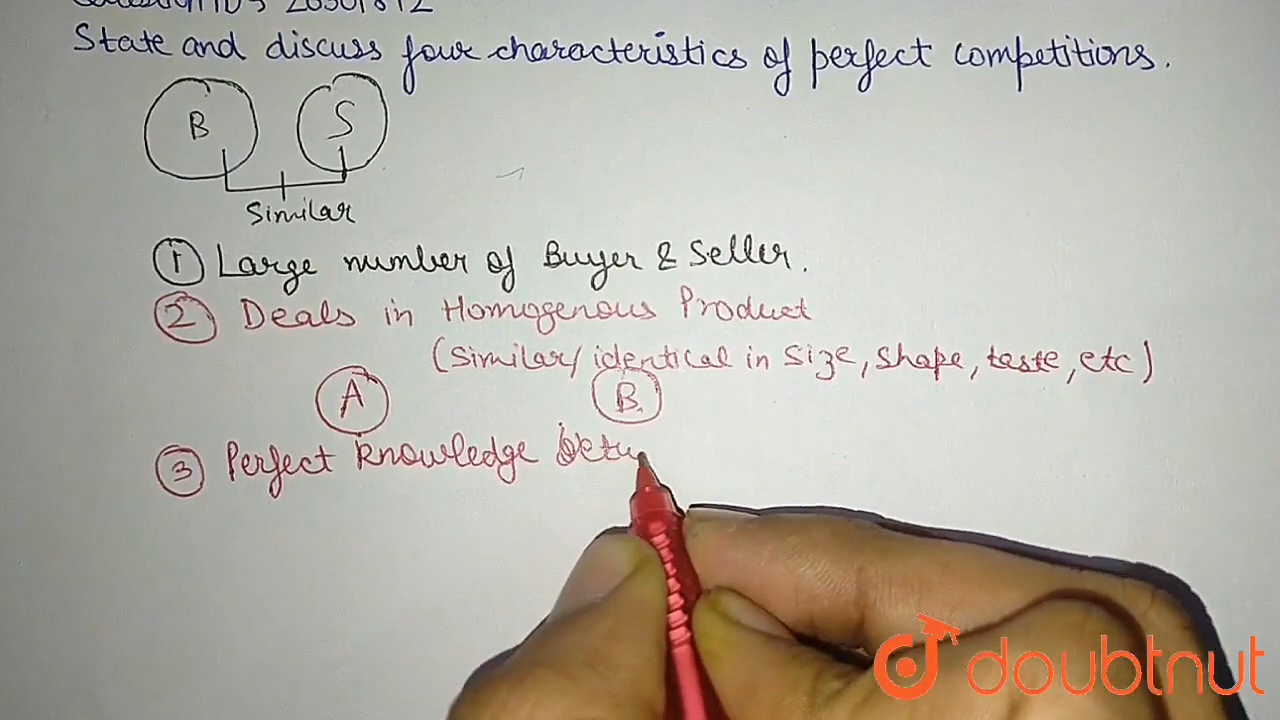 State and discuss four characteristics of perfect competitions.
B S
Similar
1 Large number of Buyer & Seller.
2 Deals in Homogenous Product
(Similar/identical in Size, Shape, taste, etc)
A B.
3 Perfect knowledge betw
doubtnut